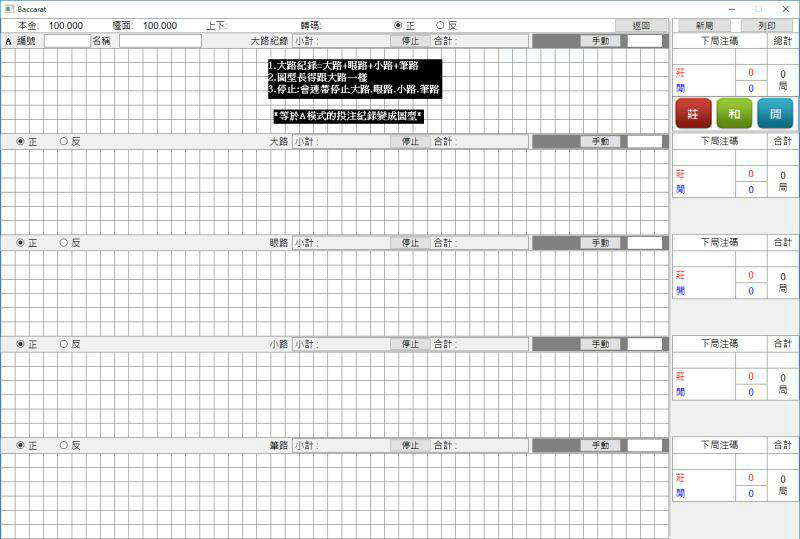 Baccarat
本金: 100.000 檯面: 100.000 上下: 轉碼: 正 反 返回 新局 列印
A 編號 名稱 大路紀錄 小計: 停止 合計: 手動 下局注碼 總計
1.大路紀錄=大路+眼路+小路+筆路
2.圖型長得跟大路一樣
3.停止:會連帶停止大路.眼路.小路.筆路
莊 0
閒 0
0
局
*等於A模式的投注紀錄變成圖型*
莊 和 閒
正 反 大路 小計: 停止 合計: 手動 下局注碼 合計
莊 0
閒 0
0
局
正 反 眼路 小計: 停止 合計: 手動 下局注碼 合計
莊 0
閒 0
0
局
正 反 小路 小計: 停止 合計: 手動 下局注碼 合計
莊 0
閒 0
0
局
正 反 筆路 小計: 停止 合計: 手動 下局注碼 合計
莊 0
閒 0
0
局